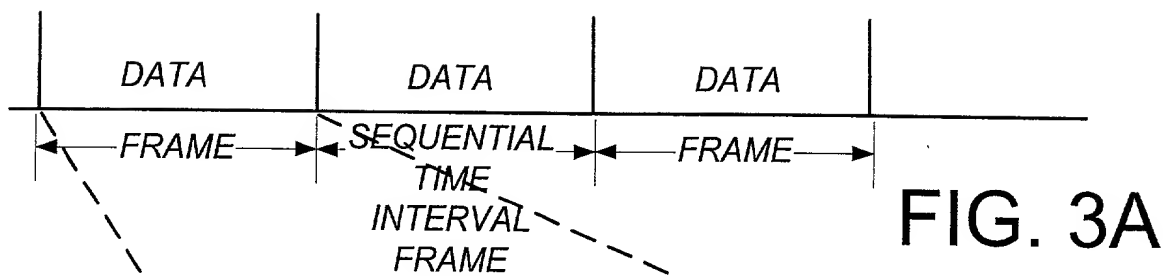 DATA DATA DATA
FRAME SEQUENTIAL FRAME
TIME
INTERVAL
FRAME
FIG. 3A